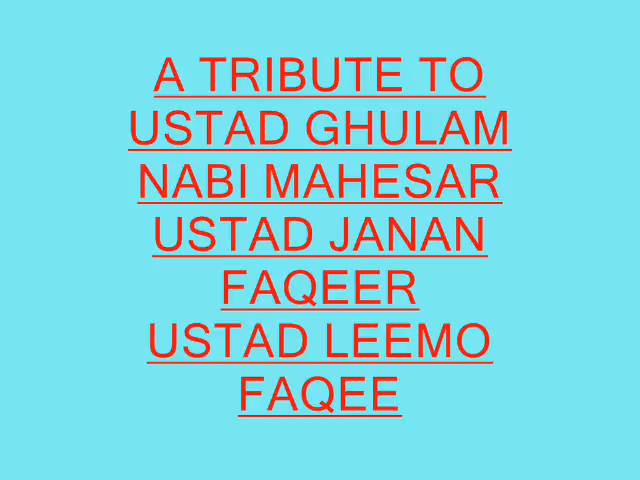 A TRIBUTE TO
USTAD GHULAM
NABI MAHESAR
USTAD JANAN
FAQEER
USTAD LEEMO
FAQEE